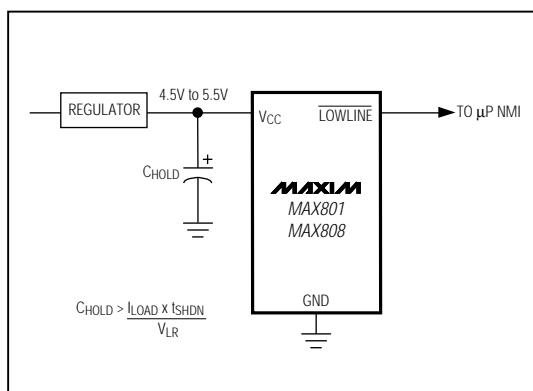 REGULATOR
4.5V to 5.5V
VCC
LOWLINE
TO µP NMI
+
CHOLD
MAXIM
MAX801
MAX808
GND
CHOLD > ILOAD x tSHDN
VLR